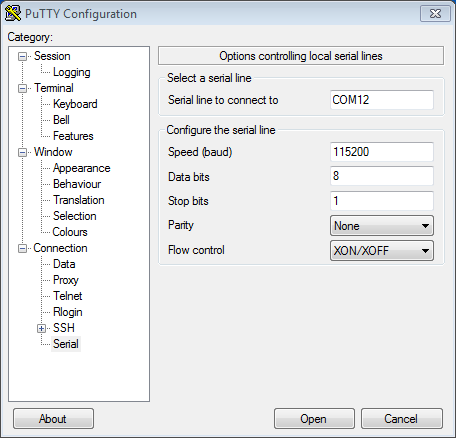 PuTTY Configuration
Category:
Session
Logging
Terminal
Keyboard
Bell
Features
Window
Appearance
Behaviour
Translation
Selection
Colours
Connection
Data
Proxy
Telnet
Rlogin
SSH
Serial
Options controlling local serial lines
Select a serial line
Serial line to connect to COM12
Configure the serial line
Speed (baud) 115200
Data bits 8
Stop bits 1
Parity None
Flow control XON/XOFF
About Open Cancel